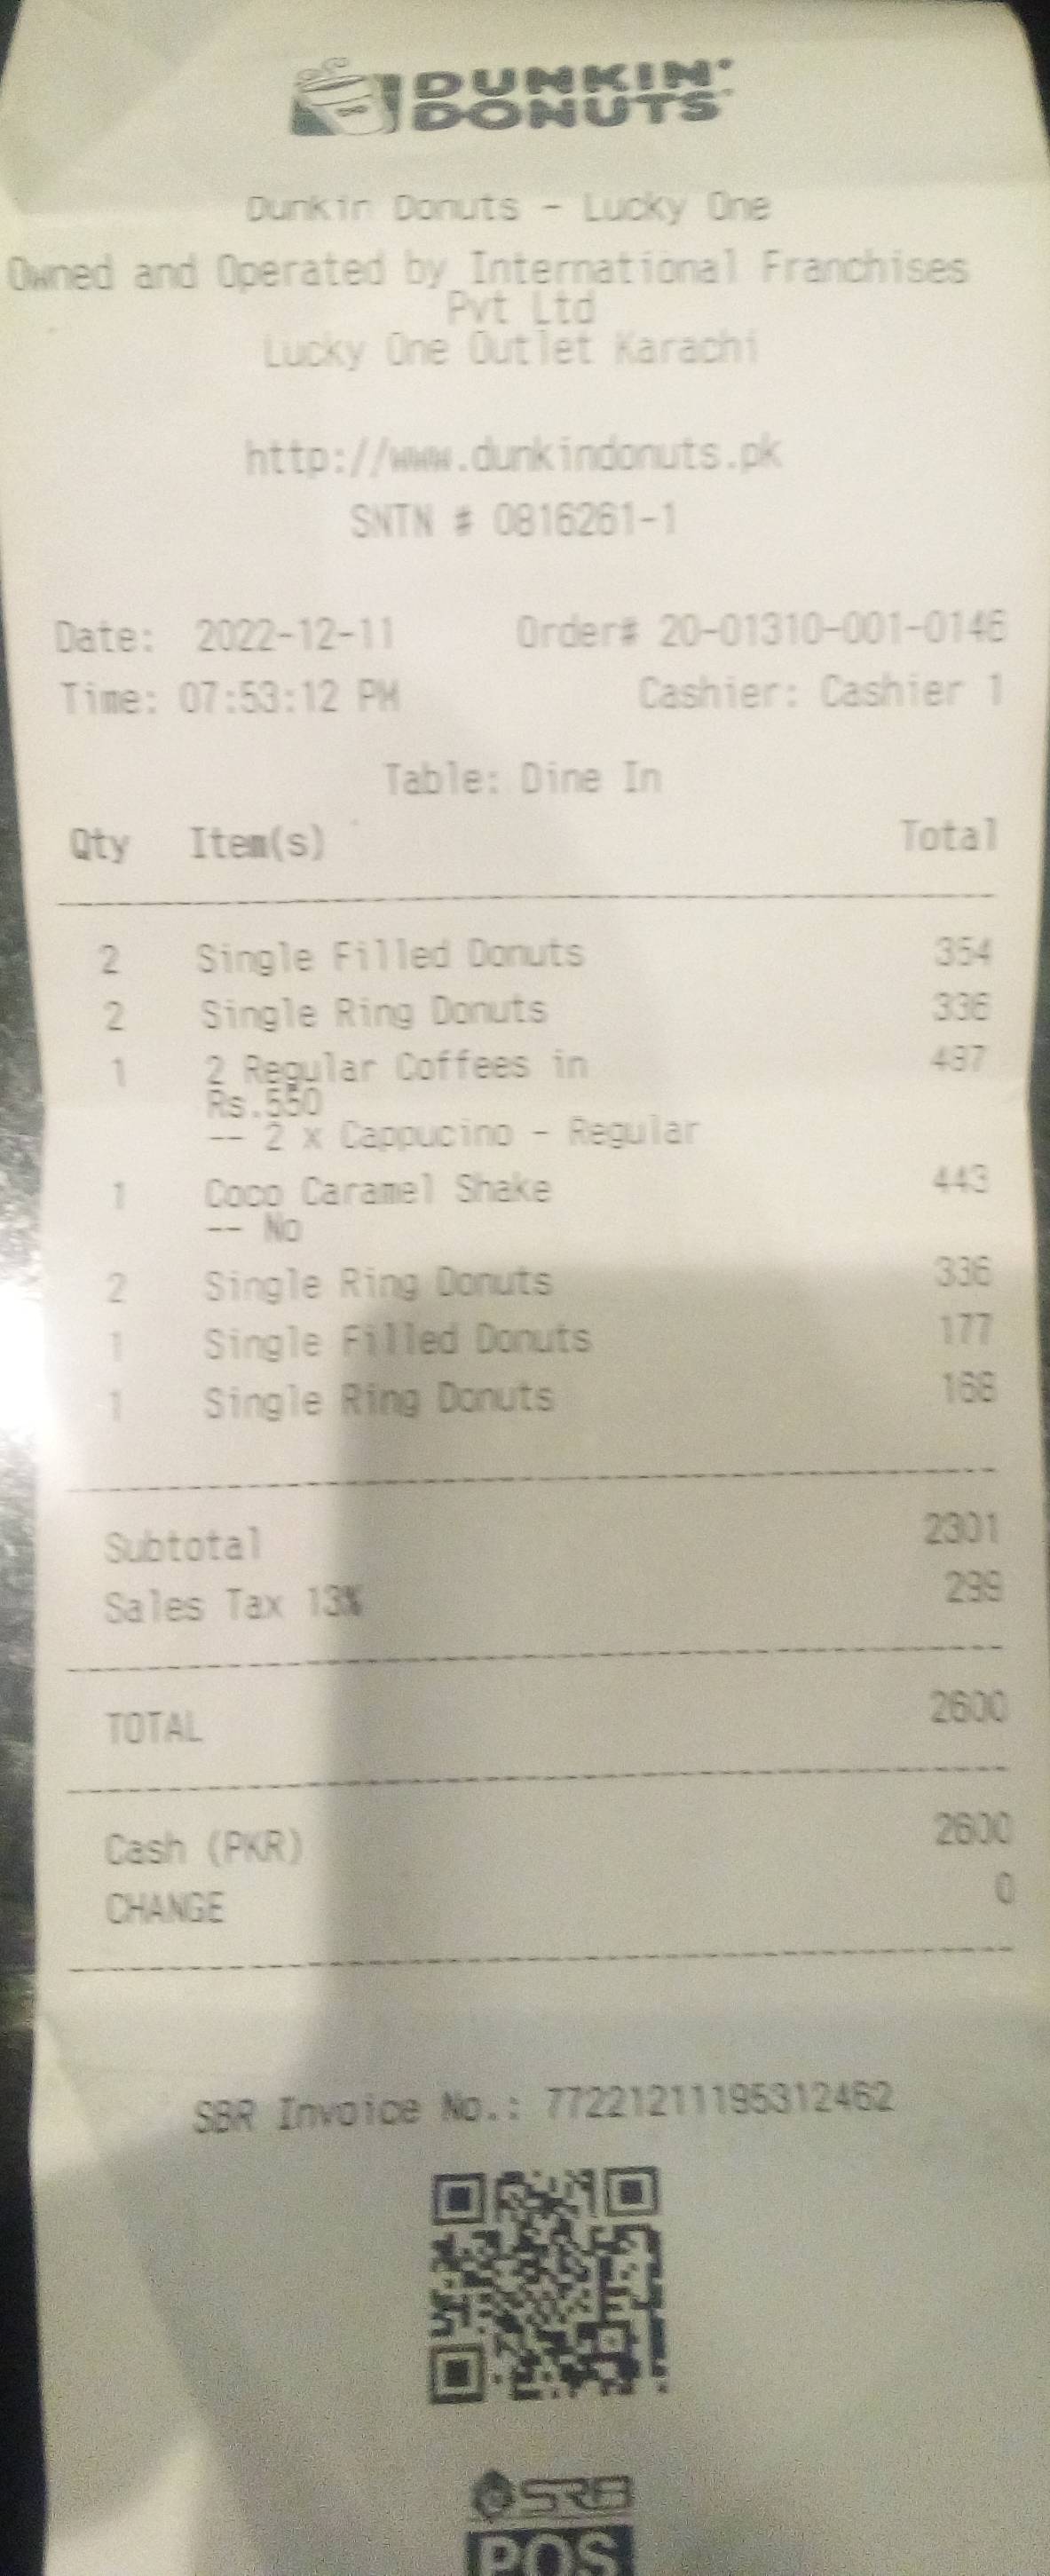 DUNKIN'
DONUTS
Dunkin Donuts - Lucky One
Owned and Operated by International Franchises
Pvt Ltd
Lucky One Outlet Karachi
http://www.dunkindonuts.pk
SNTN # 0816261-1
Date: 2022-12-11 Order# 20-01310-001-0146
Time: 07:53:12 PM Cashier: Cashier 1
Table: Dine In
Qty Item(s) Total
2 Single Filled Donuts 354
2 Single Ring Donuts 336
1 2 Regular Coffees in 487
Rs.550
-- 2 x Cappucino - Regular
1 Coco Caramel Shake 443
-- No
2 Single Ring Donuts 336
1 Single Filled Donuts 177
1 Single Ring Donuts 168
Subtotal 2301
Sales Tax 13% 299
TOTAL 2600
Cash (PKR) 2600
CHANGE 0
SBR Invoice No.: 77221211195312462
SRB
POS